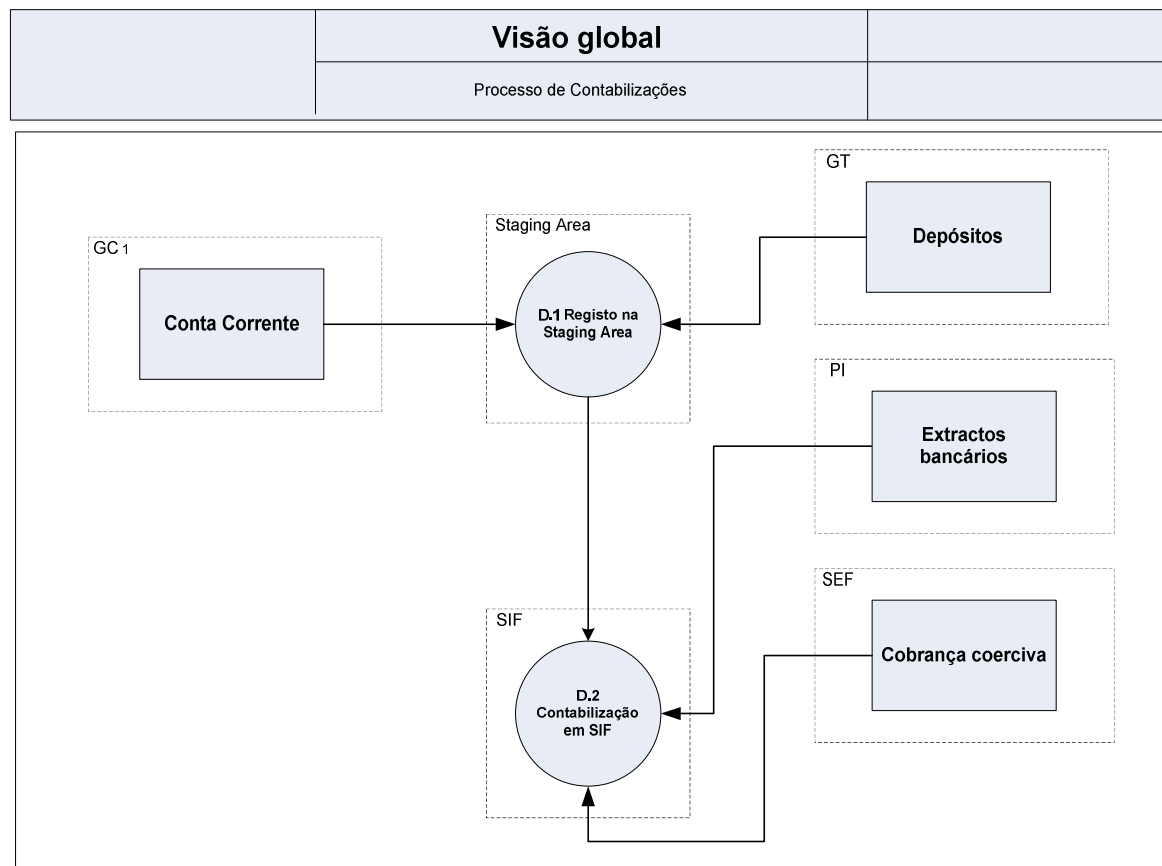 Visão global
Processo de Contabilizações
GT
Depósitos
Staging Area
D.1 Registo na
Staging Area
GC 1
Conta Corrente
PI
Extractos
bancários
SEF
Cobrança coerciva
SIF
D.2
Contabilização
em SIF